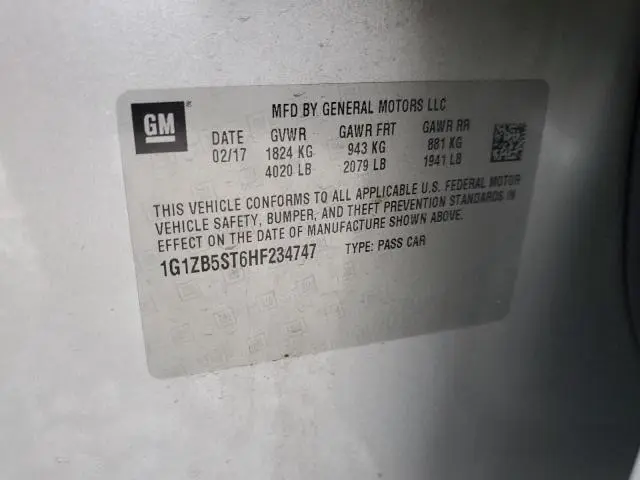 GM®
MFD BY GENERAL MOTORS LLC
DATE GVWR GAWR FRT GAWR RR
02/17 1824 KG 943 KG 881 KG
4020 LB 2079 LB 1941 LB
THIS VEHICLE CONFORMS TO ALL APPLICABLE U.S. FEDERAL MOTOR
VEHICLE SAFETY, BUMPER, AND THEFT PREVENTION STANDARDS IN
EFFECT ON THE DATE OF MANUFACTURE SHOWN ABOVE.
1G1ZB5ST6HF234747 TYPE: PASS CAR